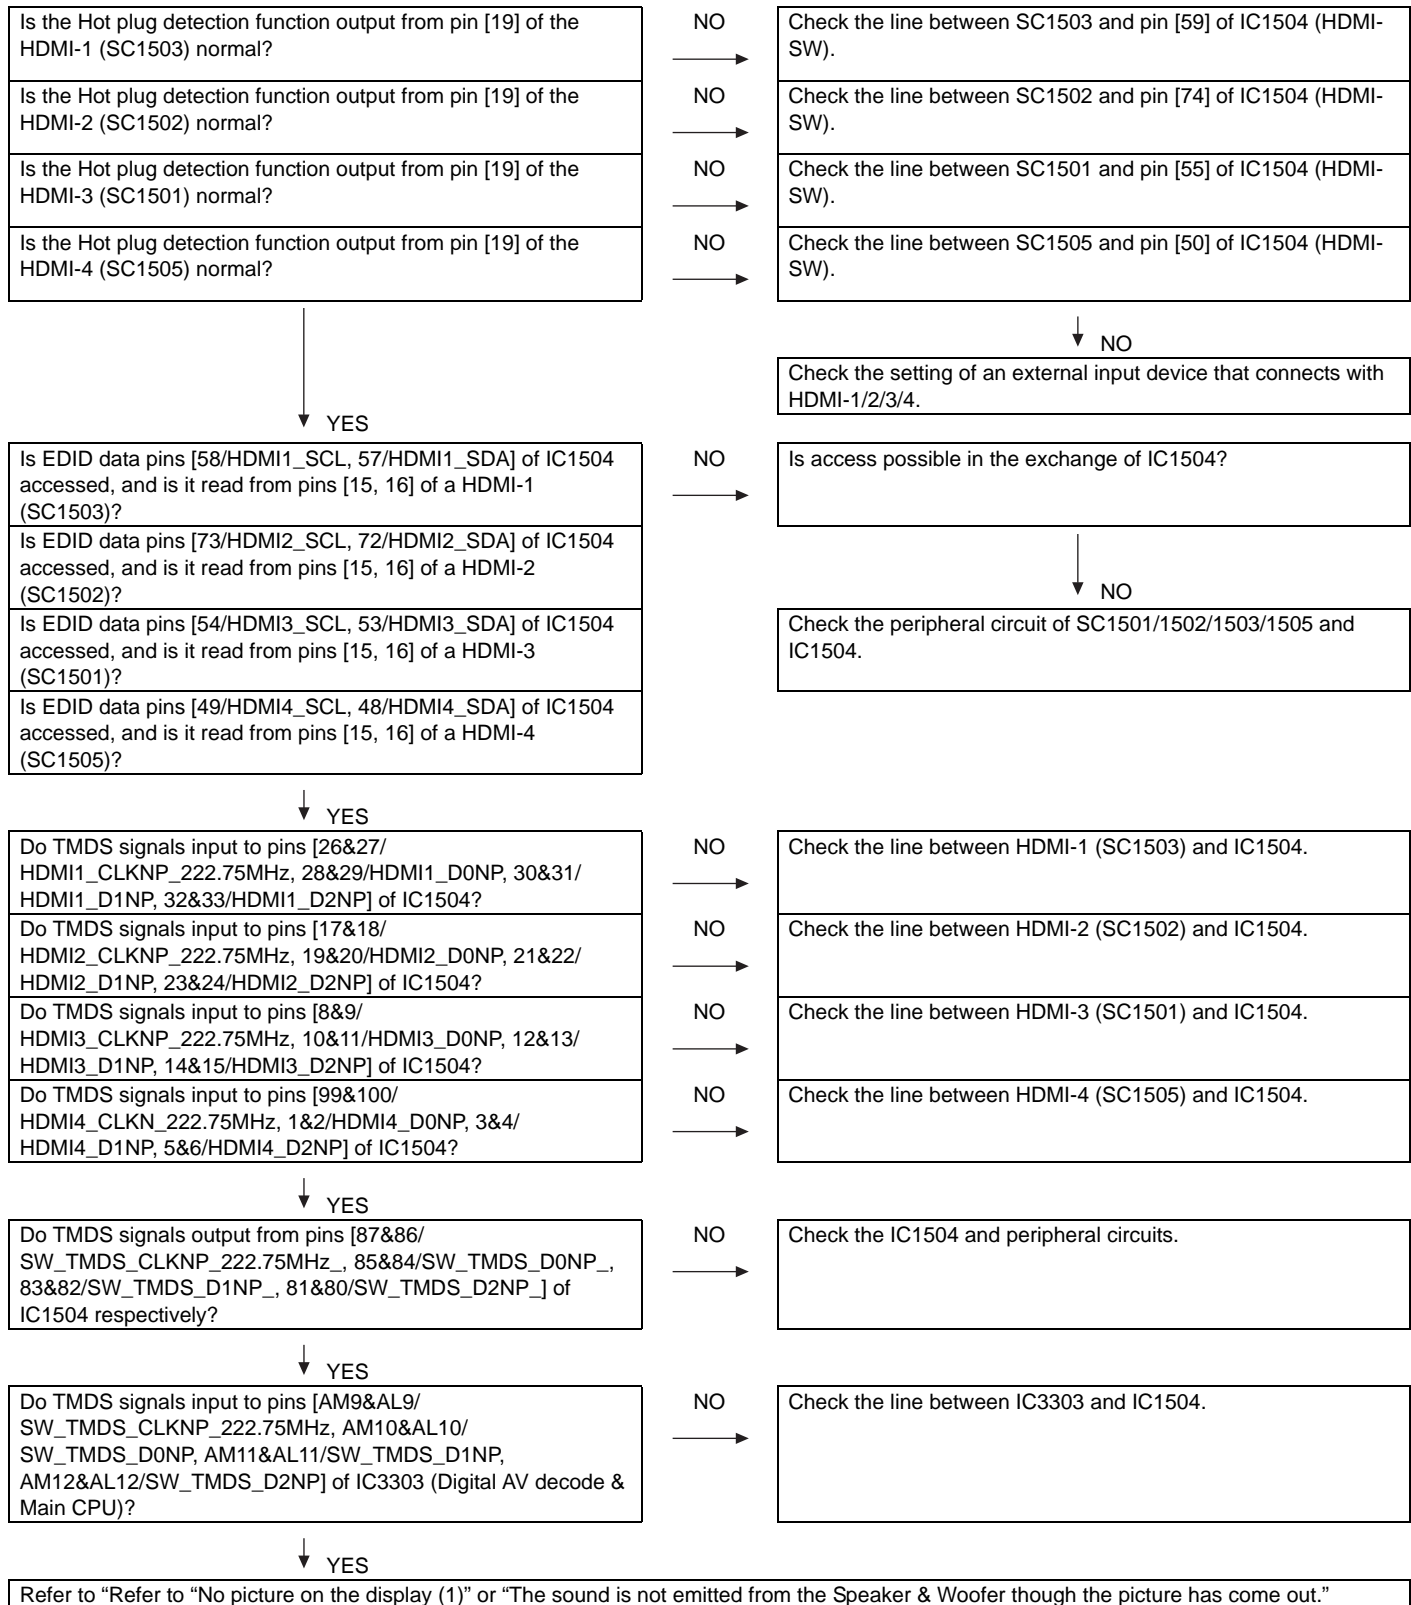 Is the Hot plug detection function output from pin [19] of the
HDMI-1 (SC1503) normal?
NO
Check the line between SC1503 and pin [59] of IC1504 (HDMI-
SW).
Is the Hot plug detection function output from pin [19] of the
HDMI-2 (SC1502) normal?
NO
Check the line between SC1502 and pin [74] of IC1504 (HDMI-
SW).
Is the Hot plug detection function output from pin [19] of the
HDMI-3 (SC1501) normal?
NO
Check the line between SC1501 and pin [55] of IC1504 (HDMI-
SW).
Is the Hot plug detection function output from pin [19] of the
HDMI-4 (SC1505) normal?
NO
Check the line between SC1505 and pin [50] of IC1504 (HDMI-
SW).
NO
Check the setting of an external input device that connects with
HDMI-1/2/3/4.
YES
Is EDID data pins [58/HDMI1_SCL, 57/HDMI1_SDA] of IC1504
accessed, and is it read from pins [15, 16] of a HDMI-1
(SC1503)?
NO
Is access possible in the exchange of IC1504?
Is EDID data pins [73/HDMI2_SCL, 72/HDMI2_SDA] of IC1504
accessed, and is it read from pins [15, 16] of a HDMI-2
(SC1502)?
NO
Is EDID data pins [54/HDMI3_SCL, 53/HDMI3_SDA] of IC1504
accessed, and is it read from pins [15, 16] of a HDMI-3
(SC1501)?
Check the peripheral circuit of SC1501/1502/1503/1505 and
IC1504.
Is EDID data pins [49/HDMI4_SCL, 48/HDMI4_SDA] of IC1504
accessed, and is it read from pins [15, 16] of a HDMI-4
(SC1505)?
YES
Do TMDS signals input to pins [26&27/
HDMI1_CLKNP_222.75MHz, 28&29/HDMI1_D0NP, 30&31/
HDMI1_D1NP, 32&33/HDMI1_D2NP] of IC1504?
NO
Check the line between HDMI-1 (SC1503) and IC1504.
Do TMDS signals input to pins [17&18/
HDMI2_CLKNP_222.75MHz, 19&20/HDMI2_D0NP, 21&22/
HDMI2_D1NP, 23&24/HDMI2_D2NP] of IC1504?
NO
Check the line between HDMI-2 (SC1502) and IC1504.
Do TMDS signals input to pins [8&9/
HDMI3_CLKNP_222.75MHz, 10&11/HDMI3_D0NP, 12&13/
HDMI3_D1NP, 14&15/HDMI3_D2NP] of IC1504?
NO
Check the line between HDMI-3 (SC1501) and IC1504.
Do TMDS signals input to pins [99&100/
HDMI4_CLKN_222.75MHz, 1&2/HDMI4_D0NP, 3&4/
HDMI4_D1NP, 5&6/HDMI4_D2NP] of IC1504?
NO
Check the line between HDMI-4 (SC1505) and IC1504.
YES
Do TMDS signals output from pins [87&86/
SW_TMDS_CLKNP_222.75MHz_, 85&84/SW_TMDS_D0NP_,
83&82/SW_TMDS_D1NP_, 81&80/SW_TMDS_D2NP_] of
IC1504 respectively?
NO
Check the IC1504 and peripheral circuits.
YES
Do TMDS signals input to pins [AM9&AL9/
SW_TMDS_CLKNP_222.75MHz, AM10&AL10/
SW_TMDS_D0NP, AM11&AL11/SW_TMDS_D1NP,
AM12&AL12/SW_TMDS_D2NP] of IC3303 (Digital AV decode &
Main CPU)?
NO
Check the line between IC3303 and IC1504.
YES
Refer to “Refer to “No picture on the display (1)” or “The sound is not emitted from the Speaker & Woofer though the picture has come out.”